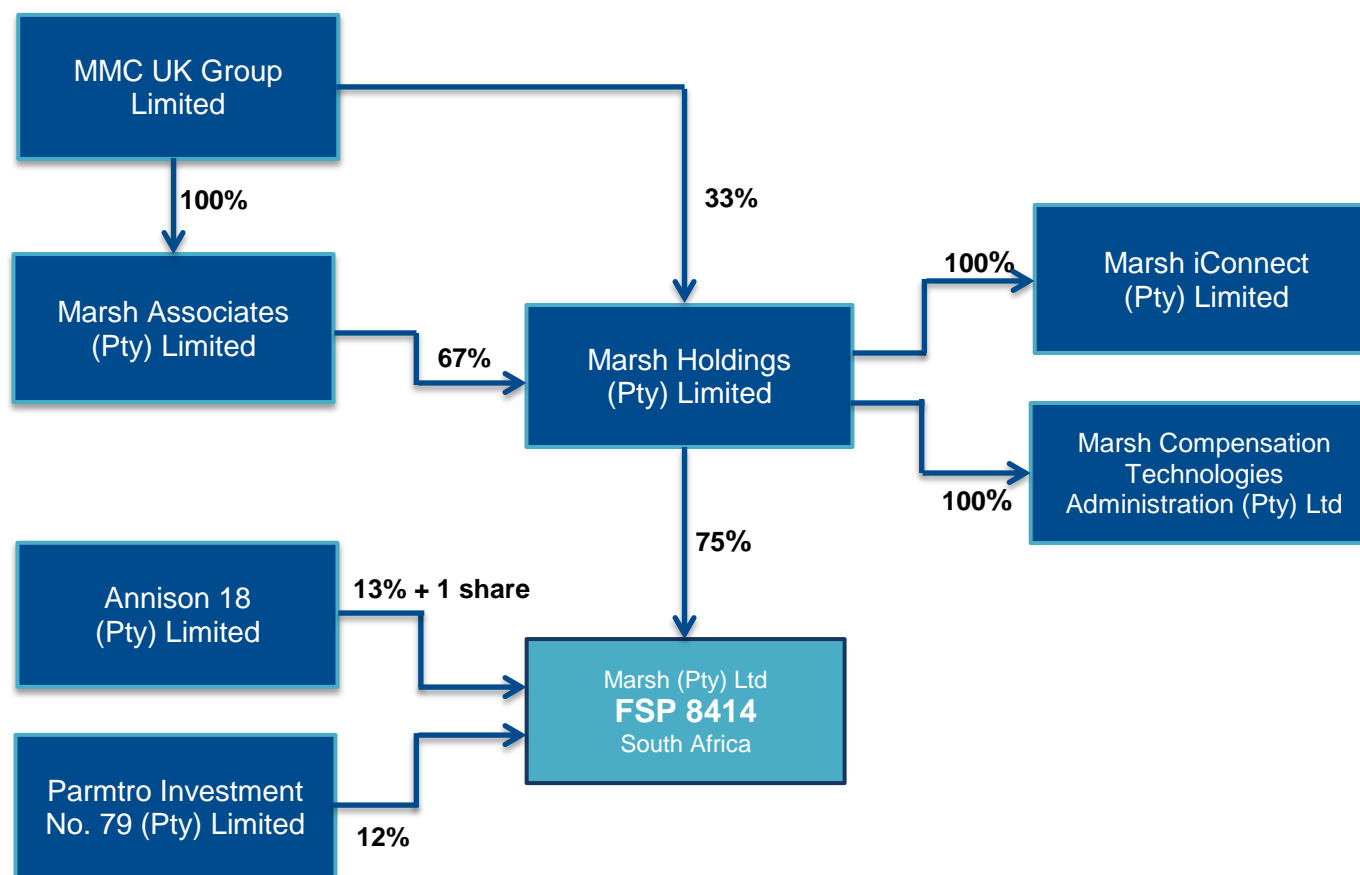 MMC UK Group
Limited
100%
33%
Marsh Associates
(Pty) Limited
67%
Marsh Holdings
(Pty) Limited
100%
Marsh iConnect
(Pty) Limited
100%
Marsh Compensation
Technologies
Administration (Pty) Ltd
75%
Annison 18
(Pty) Limited
13% + 1 share
Marsh (Pty) Ltd
FSP 8414
South Africa
Parmtro Investment
No. 79 (Pty) Limited
12%